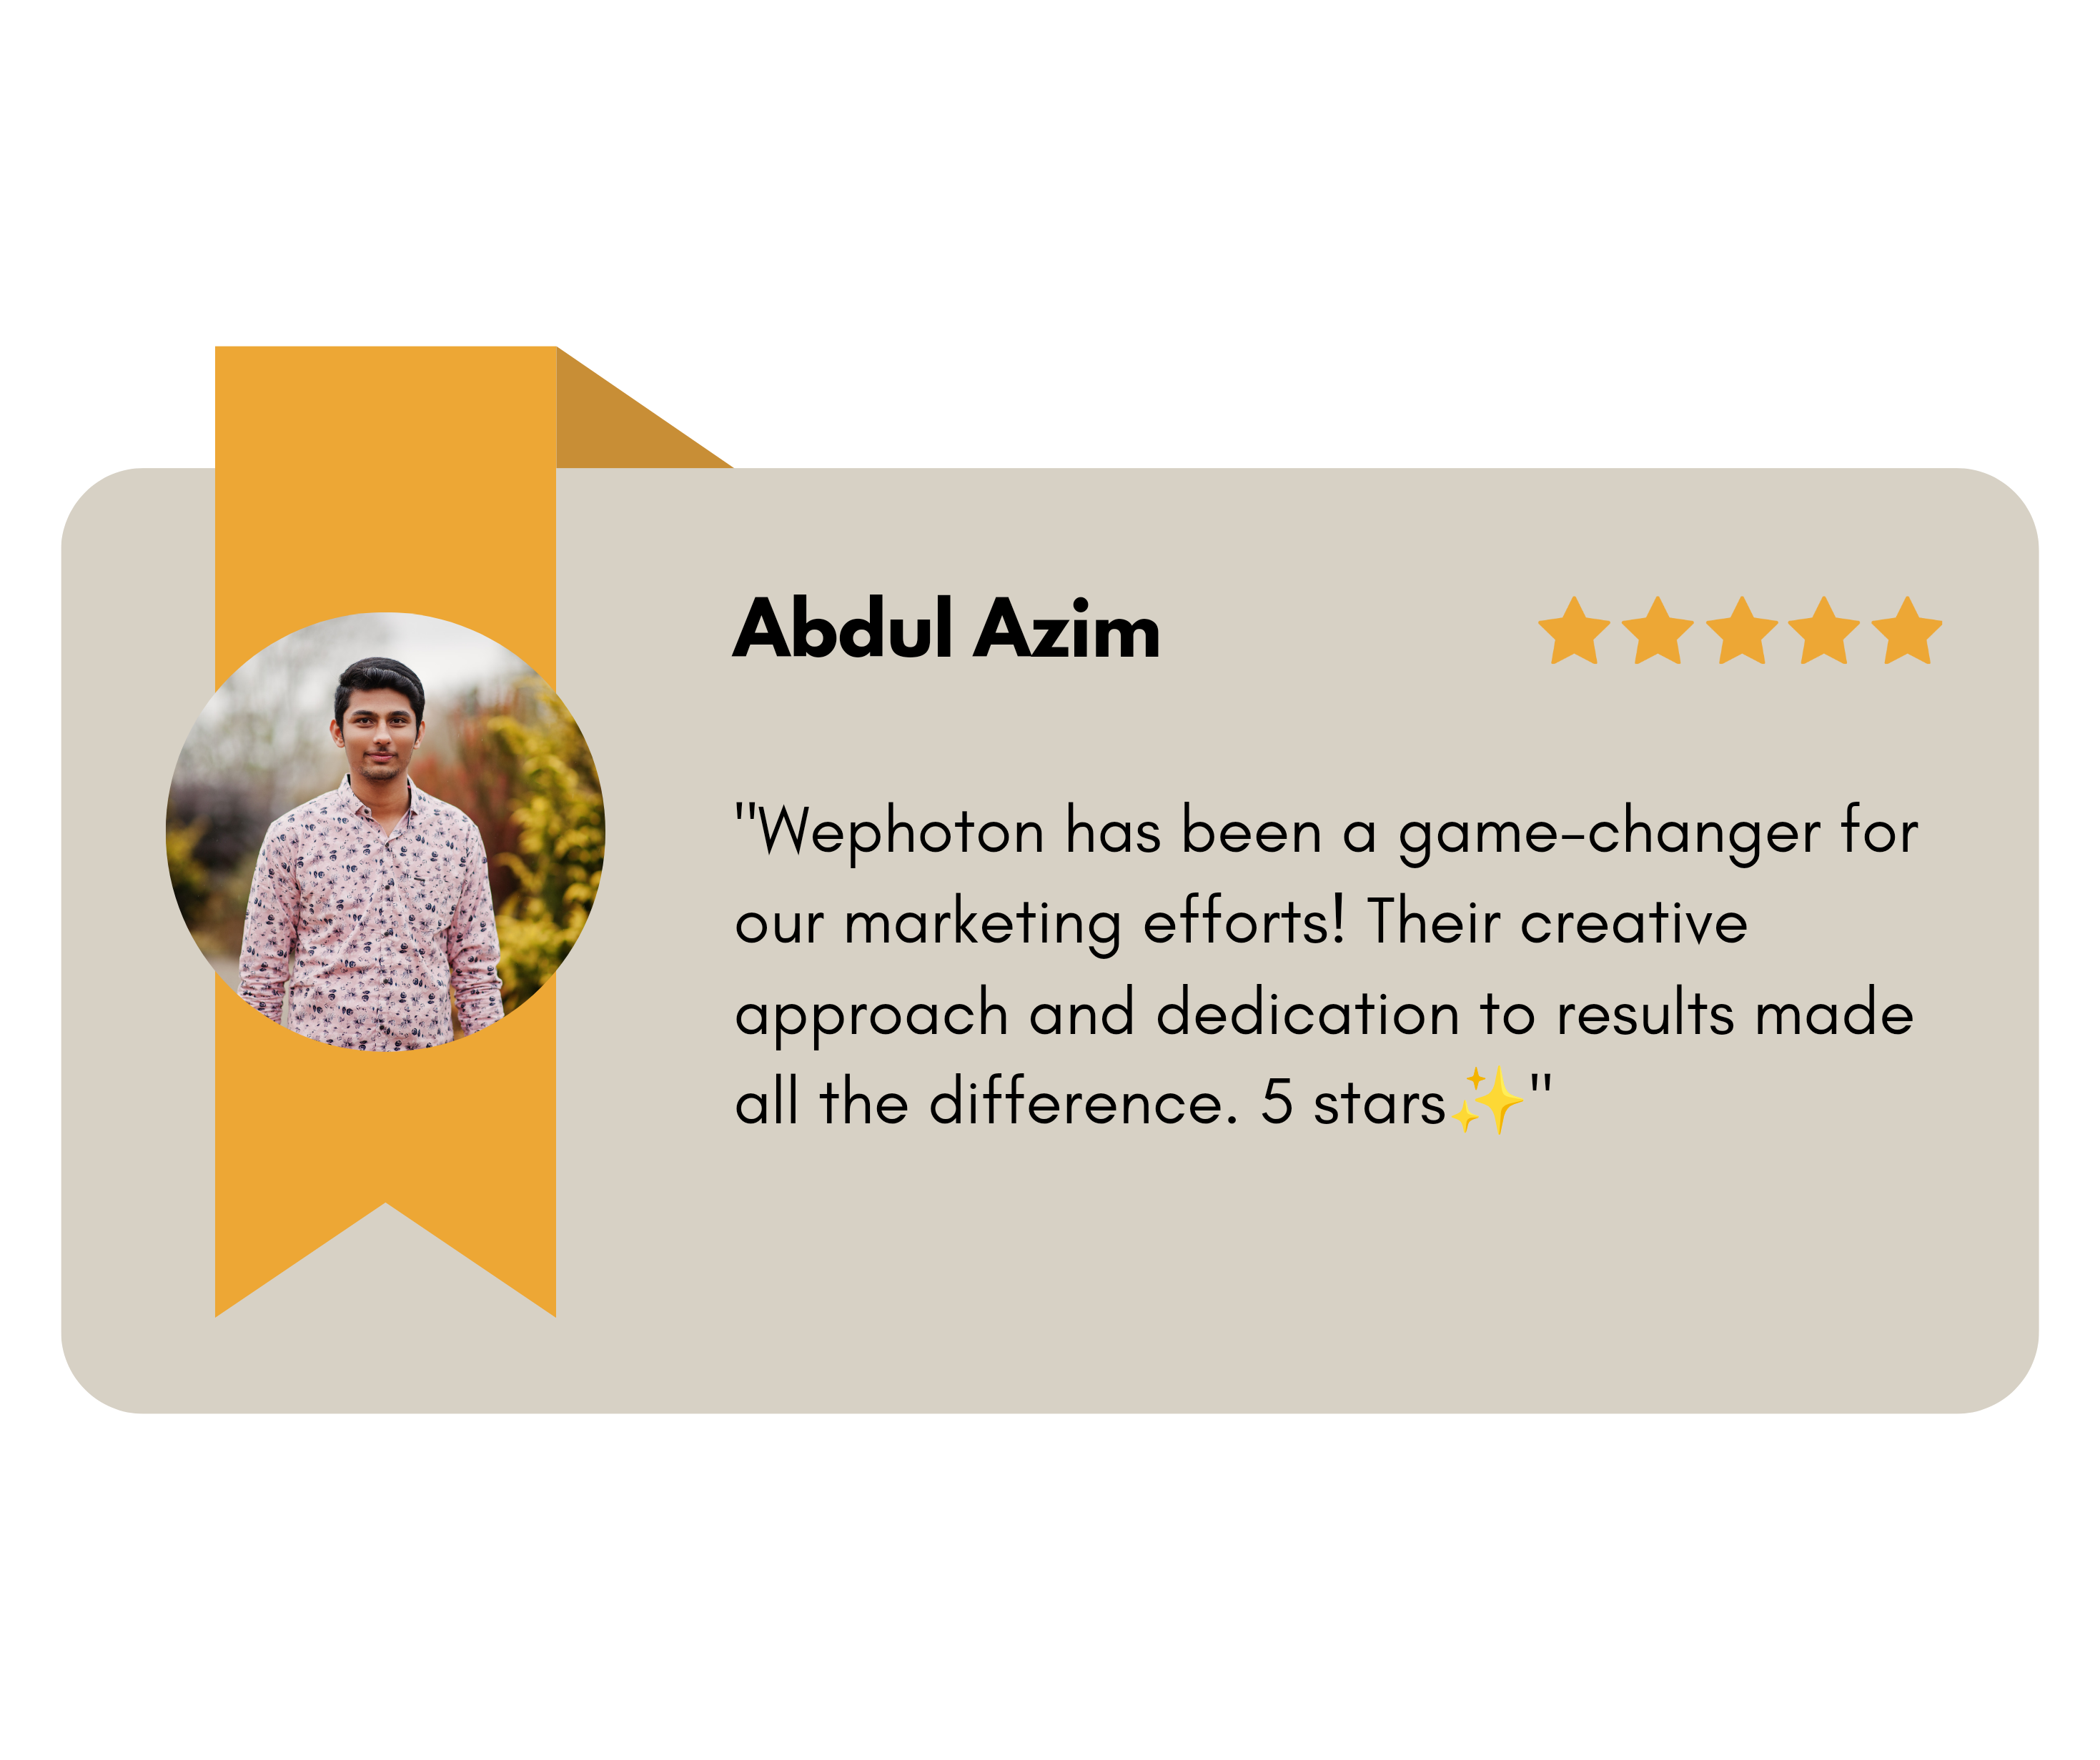 Abdul Azim
"Wephoton has been a game-changer for
our marketing efforts! Their creative
approach and dedication to results made
all the difference. 5 stars✨"